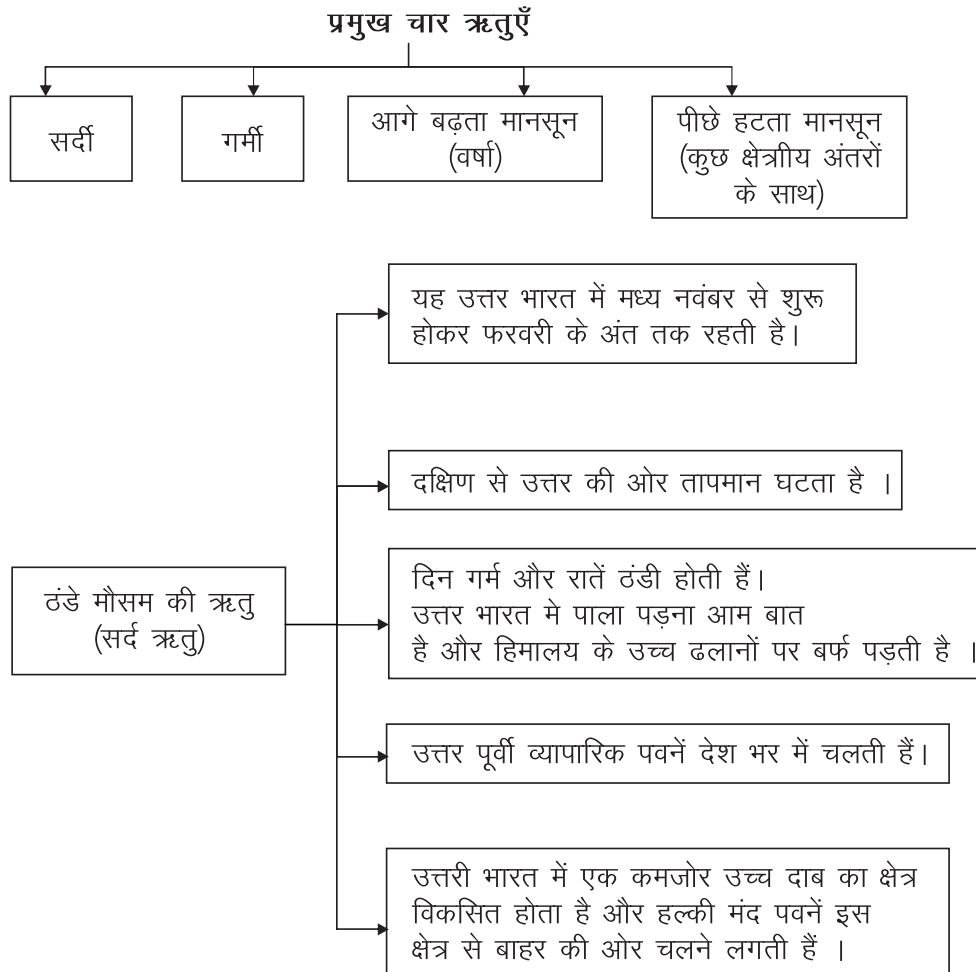 प्रमुख चार ऋतुएँ
सर्दी
गर्मी
आगे बढ़ता मानसून
(वर्षा)
पीछे हटता मानसून
(कुछ क्षेत्राीय अंतरों
के साथ)
ठंडे मौसम की ऋतु
(सर्द ऋतु)
यह उत्तर भारत में मध्य नवंबर से शुरू
होकर फरवरी के अंत तक रहती है।
दक्षिण से उत्तर की ओर तापमान घटता है ।
दिन गर्म और रातें ठंडी होती हैं।
उत्तर भारत मे पाला पड़ना आम बात
है और हिमालय के उच्च ढलानों पर बर्फ पड़ती है ।
उत्तर पूर्वी व्यापारिक पवनें देश भर में चलती हैं।
उत्तरी भारत में एक कमजोर उच्च दाब का क्षेत्र
विकसित होता है और हल्की मंद पवनें इस
क्षेत्र से बाहर की ओर चलने लगती हैं ।